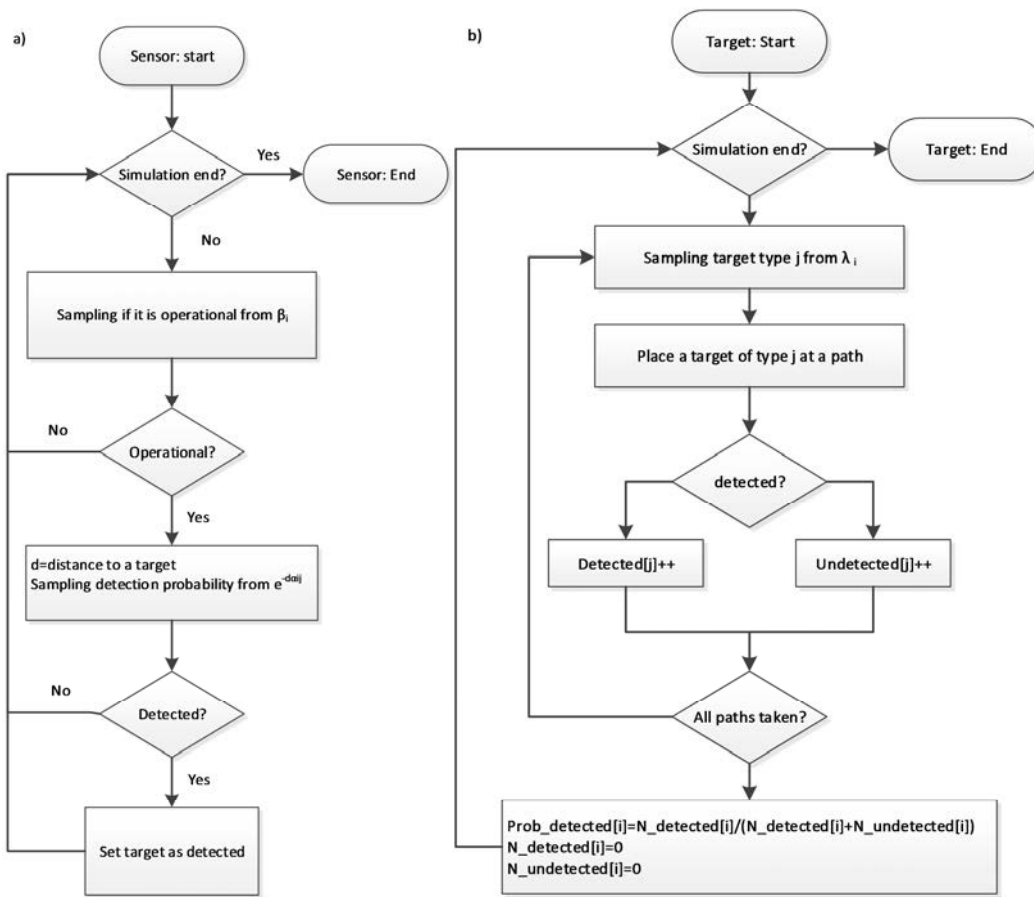 a)
Sensor: start
Simulation end?
Yes
Sensor: End
No
Sampling if it is operational from βi
No
Operational?
Yes
d=distance to a target
Sampling detection probability from e-dαij
No
Detected?
Yes
Set target as detected
b)
Target: Start
Simulation end?
Target: End
Sampling target type j from λ i
Place a target of type j at a path
detected?
Detected[j]++
Undetected[j]++
All paths taken?
Prob_detected[i]=N_detected[i]/(N_detected[i]+N_undetected[i])
N_detected[i]=0
N_undetected[i]=0